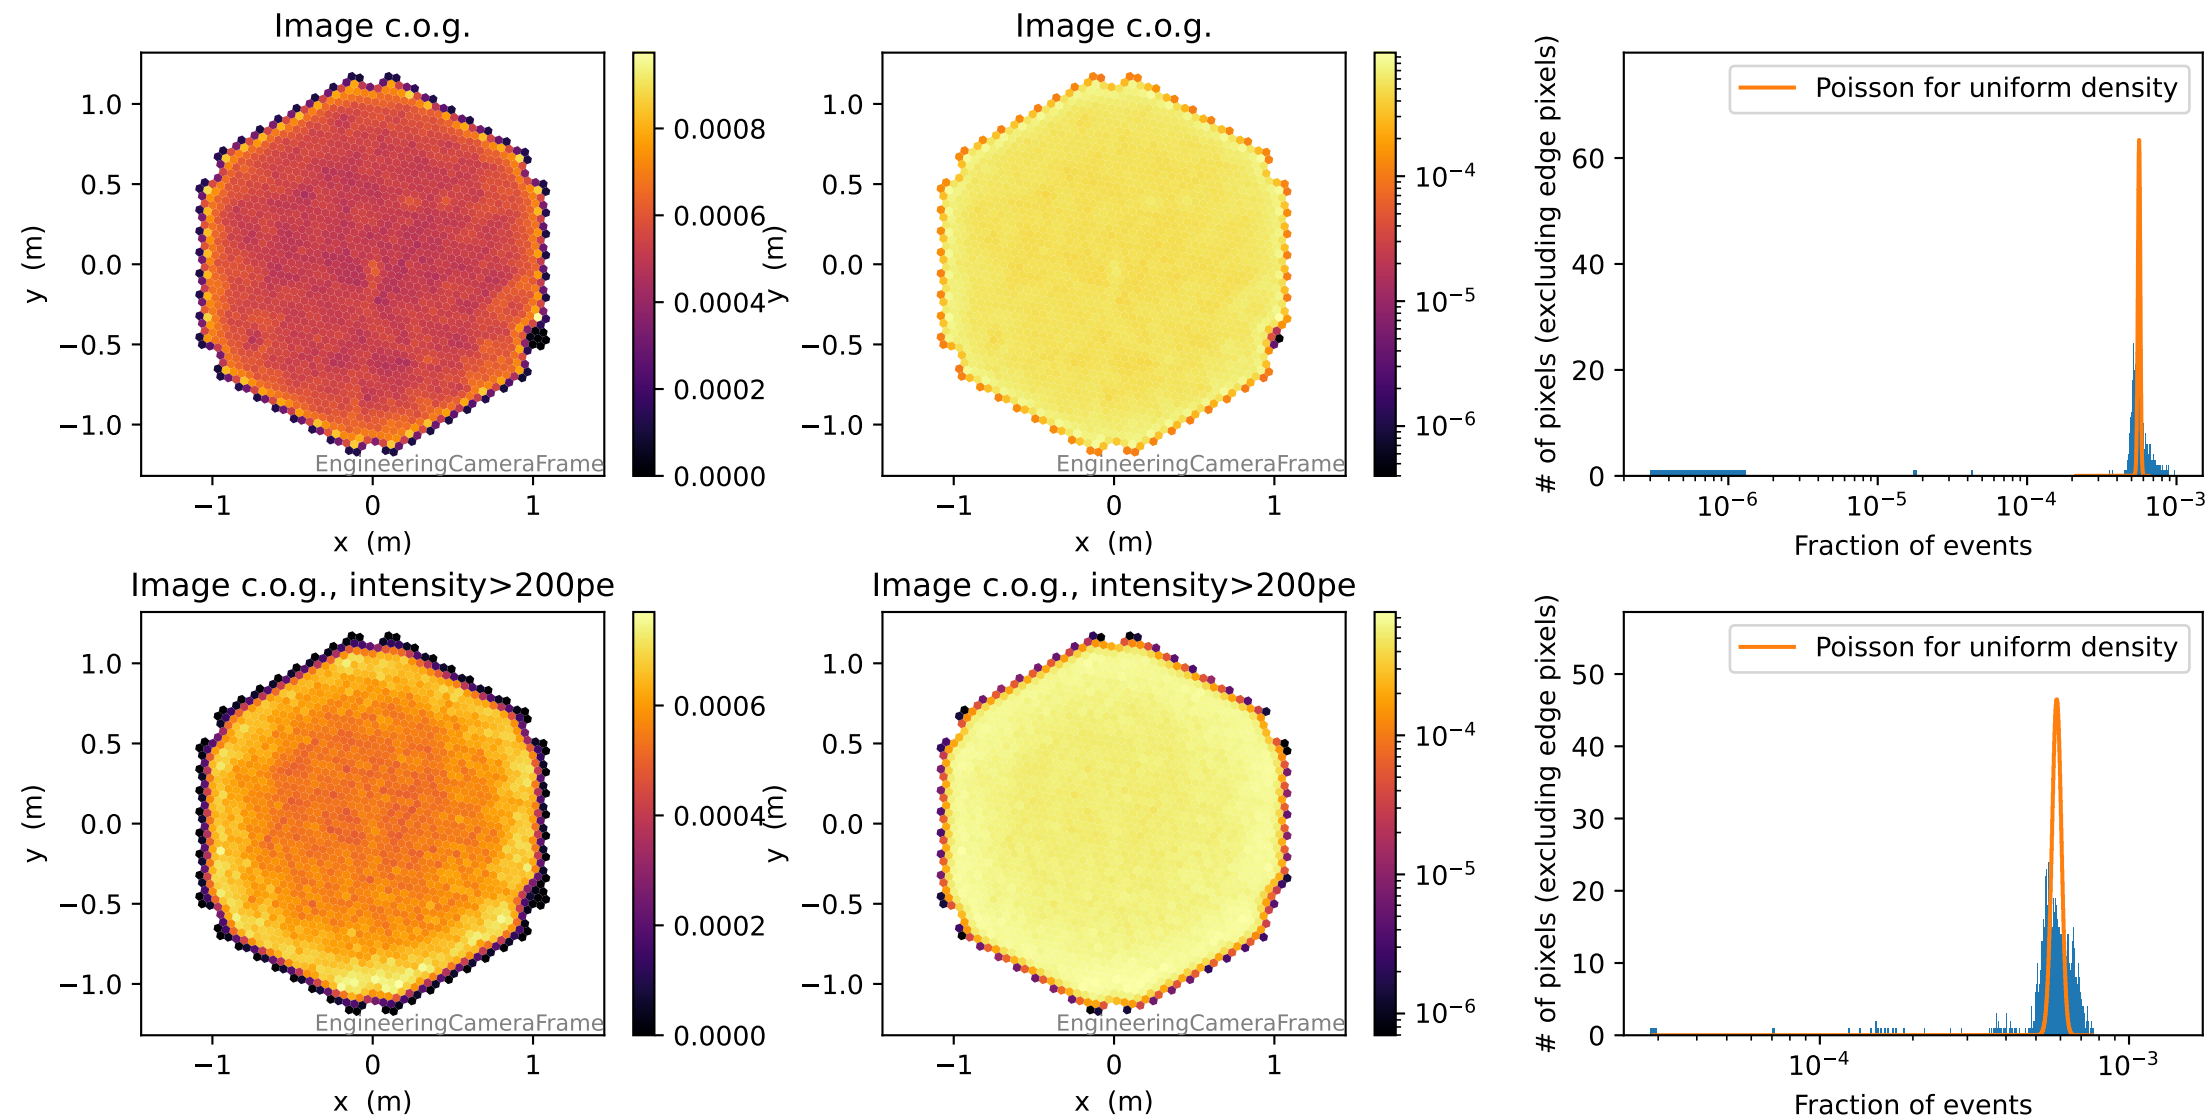 Image c.o.g.
1.0
0.5
0.0
−0.5
−1.0
y (m)
−1
0
1
x (m)
EngineeringCameraFrame
0.0008
0.0006
0.0004
0.0002
0.0000
Image c.o.g.
1.0
0.5
0.0
−0.5
−1.0
y (m)
−1
0
1
x (m)
EngineeringCameraFrame
10−4
10−5
10−6
# of pixels (excluding edge pixels)
60
40
20
0
Poisson for uniform density
10−6
10−5
10−4
10−3
Fraction of events
Image c.o.g., intensity>200pe
1.0
0.5
0.0
−0.5
−1.0
y (m)
−1
0
1
x (m)
EngineeringCameraFrame
0.0006
0.0004
0.0002
0.0000
Image c.o.g., intensity>200pe
1.0
0.5
0.0
−0.5
−1.0
y (m)
−1
0
1
x (m)
EngineeringCameraFrame
10−4
10−5
10−6
# of pixels (excluding edge pixels)
50
40
30
20
10
0
Poisson for uniform density
10−4
10−3
Fraction of events